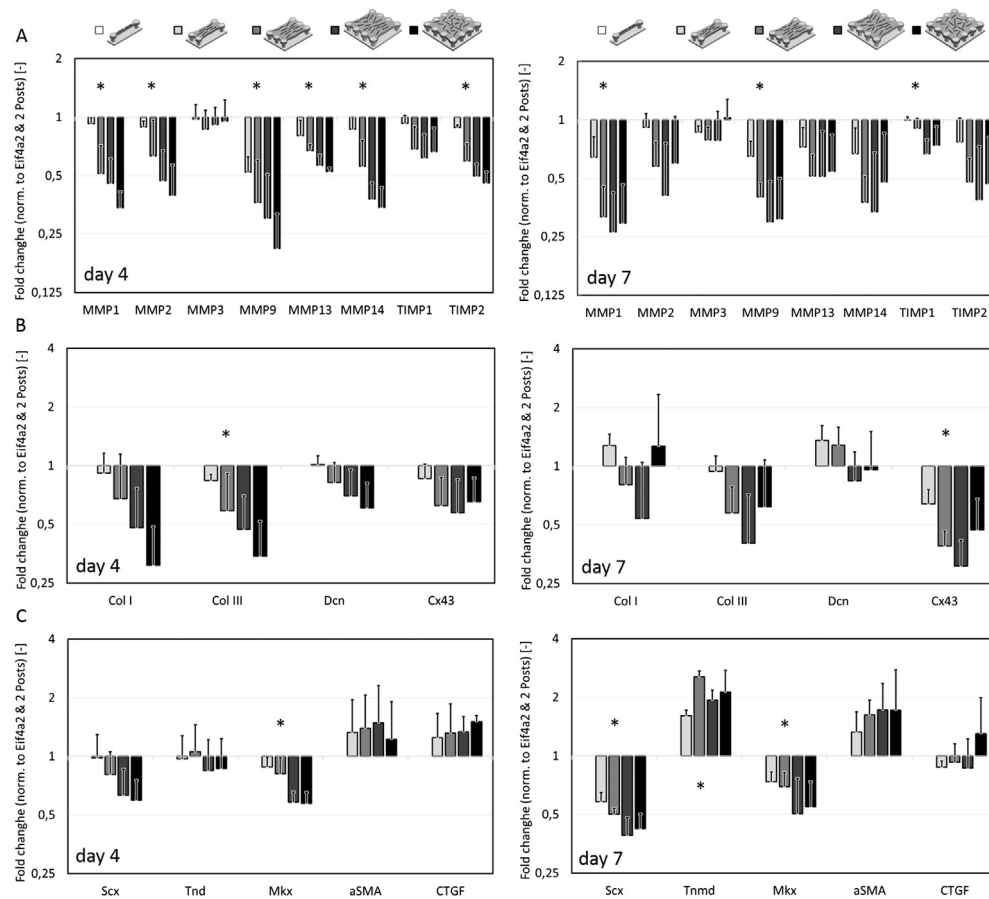 A
2
1
0,5
0,25
0,125
Fold changhe (norm. to Eif4a2 & 2 Posts) [-]
* * * * * *
day 4
MMP1 MMP2 MMP3 MMP9 MMP13 MMP14 TIMP1 TIMP2
2
1
0,5
0,25
0,125
Fold changhe (norm. to Eif4a2 & 2 Posts) [-]
* * *
day 7
MMP1 MMP2 MMP3 MMP9 MMP13 MMP14 TIMP1 TIMP2
B
4
2
1
0,5
0,25
Fold changhe (norm. to Eif4a2 & 2 Posts) [-]
*
day 4
Col I Col III Dcn Cx43
4
2
1
0,5
0,25
Fold changhe (norm. to Eif4a2 & 2 Posts) [-]
*
day 7
Col I Col III Dcn Cx43
C
4
2
1
0,5
0,25
Fold changhe (norm. to Eif4a2 & 2 Posts) [-]
*
day 4
Scx Tnd Mkx aSMA CTGF
4
2
1
0,5
0,25
Fold changhe (norm. to Eif4a2 & 2 Posts) [-]
* *
*
day 7
Scx Tnmd Mkx aSMA CTGF